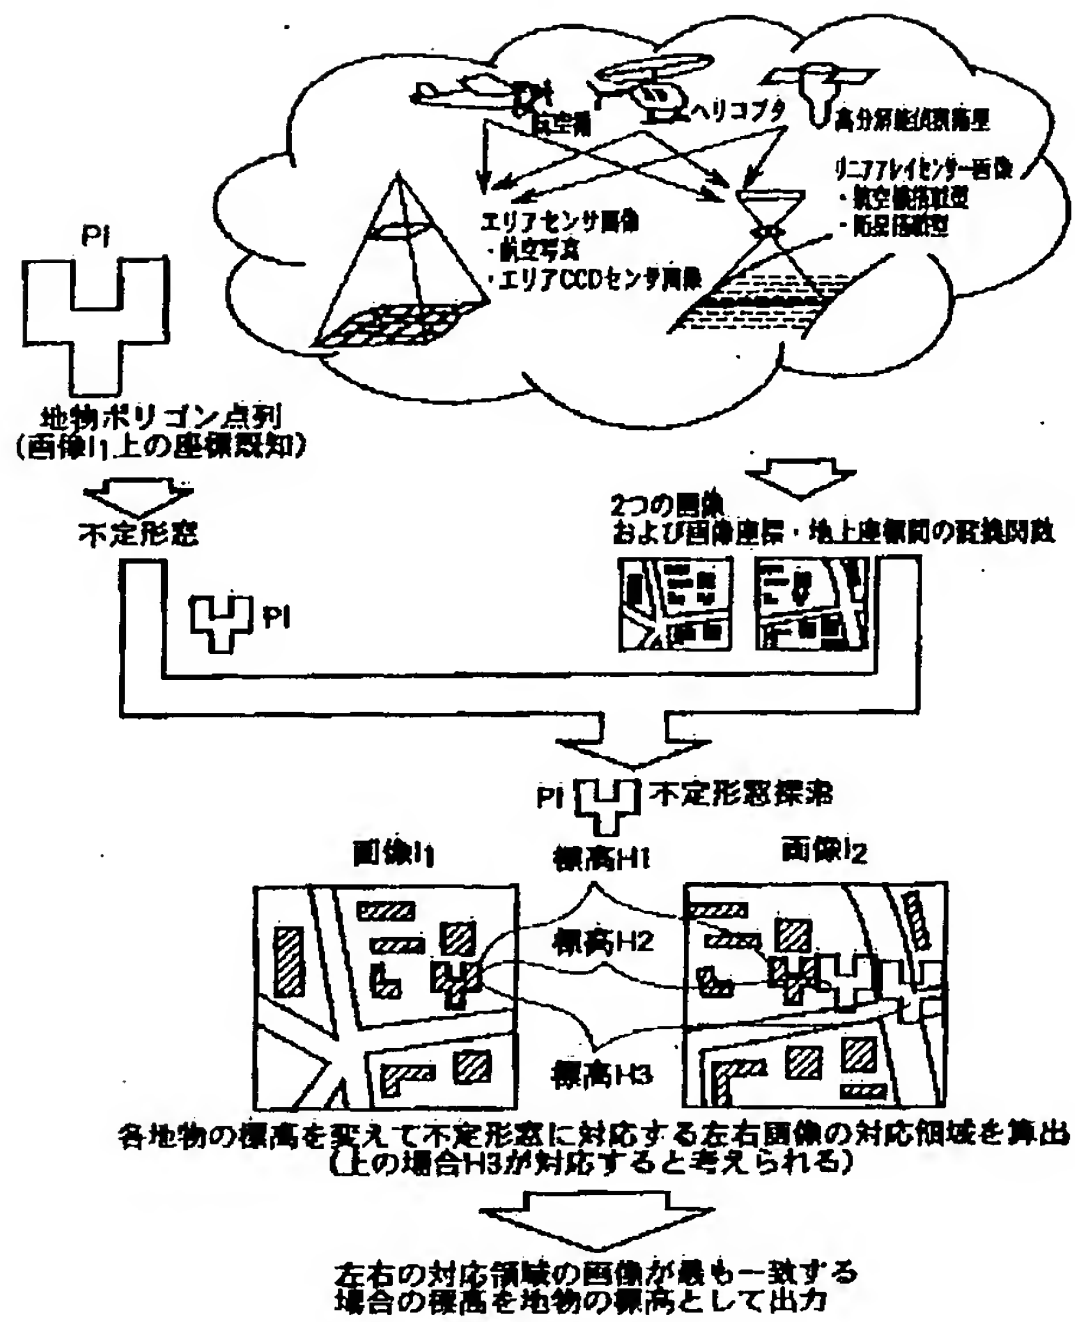 航空機
ヘリコプタ
高分解能偵察衛星
リニアアレイセンサー画像
・航空機搭載型
・衛星搭載型
エリアセンサ画像
・航空写真
・エリアCCDセンサ画像
PI
地物ポリゴン点列
(画像I1上の座標既知)
不定形窓
PI
2つの画像
および画像座標・地上座標間の変換関数
PI 不定形窓探索
画像I1
標高H1
画像I2
標高H2
標高H3
各地物の標高を変えて不定形窓に対応する左右画像の対応領域を算出
(上の場合H3が対応すると考えられる)
左右の対応領域の画像が最も一致する
場合の標高を地物の標高として出力